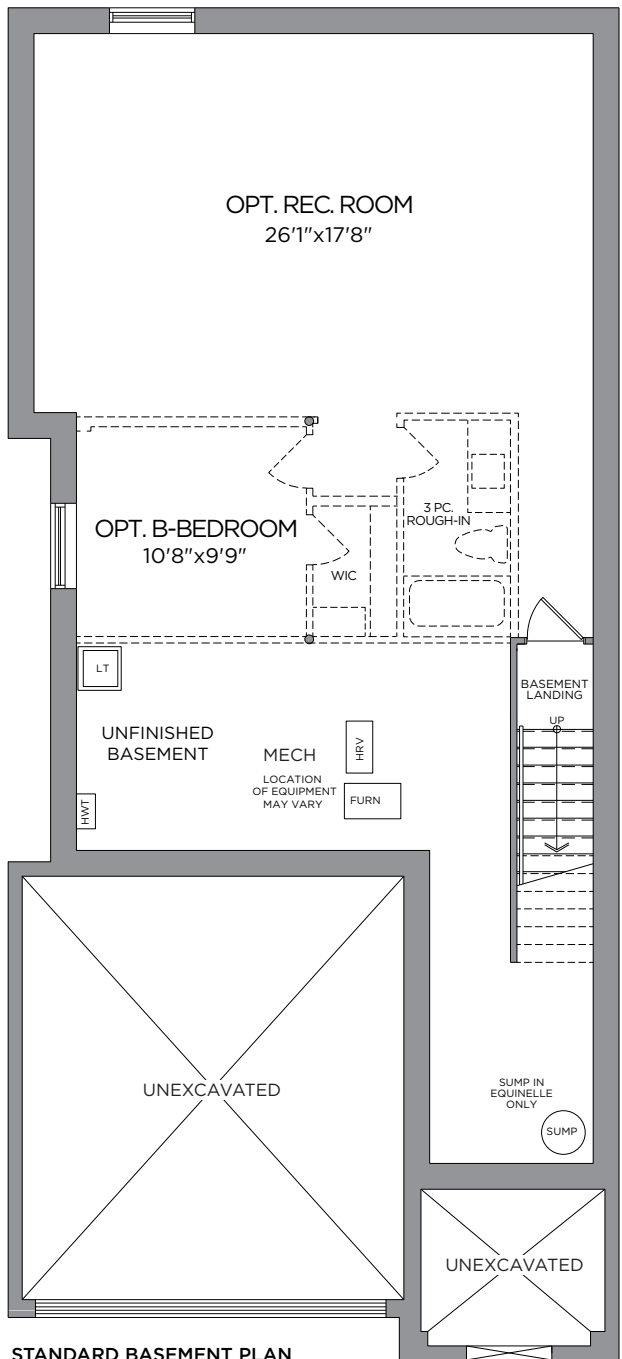 OPT. REC. ROOM
26'1"x17'8"
OPT. B-BEDROOM
10'8"x9'9"
3 PC.
ROUGH-IN
WIC
LT
BASEMENT
LANDING
UP
UNFINISHED
BASEMENT
MECH
LOCATION
OF EQUIPMENT
MAY VARY
HRV
FURN
HWT
UNEXCAVATED
SUMP IN
EQUINELLE
ONLY
SUMP
UNEXCAVATED
STANDARD BASEMENT PLAN